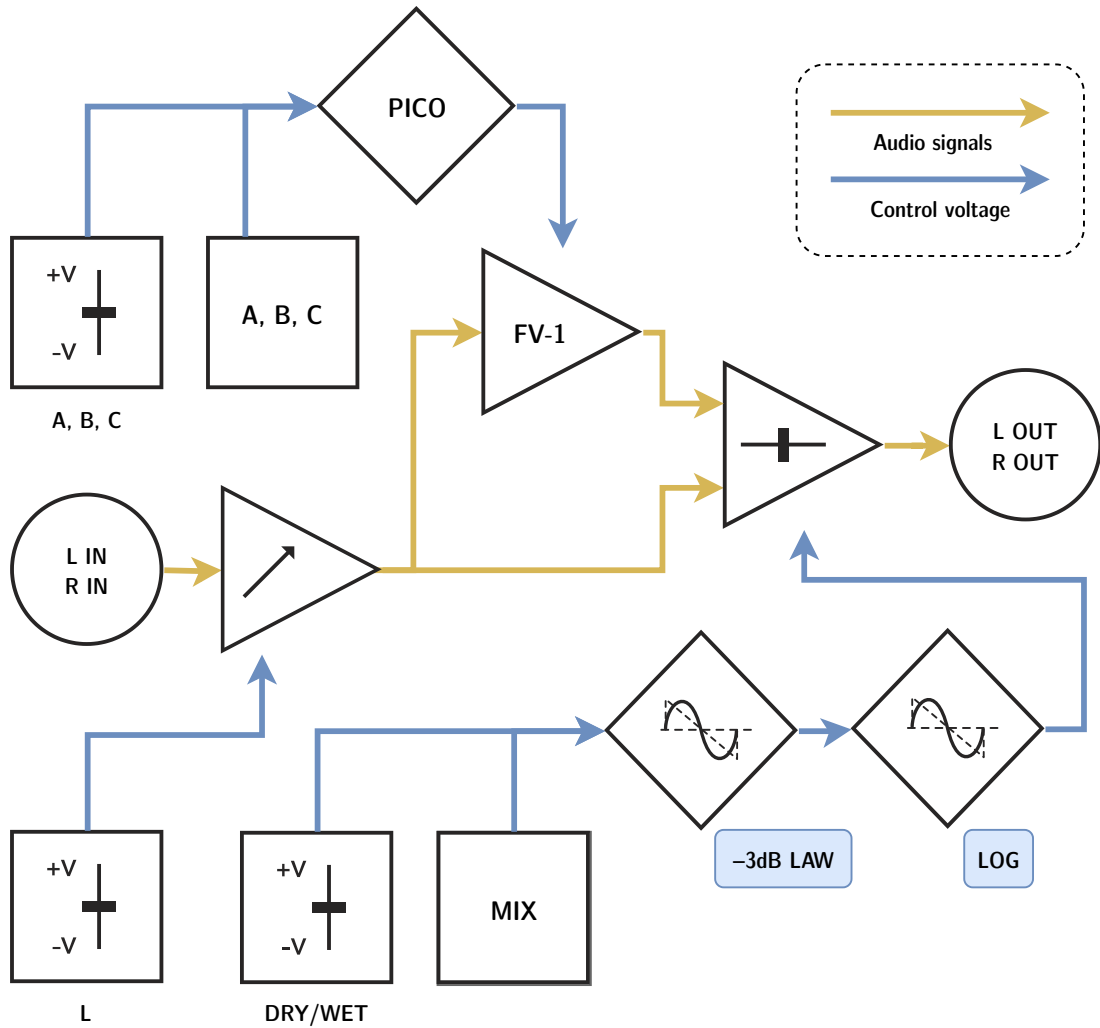 PICO
Audio signals
Control voltage
+V
-V
A, B, C
A, B, C
FV-1
L OUT
R OUT
L IN
R IN
+V
-V
L
+V
-V
DRY/WET
MIX
-3dB LAW
LOG